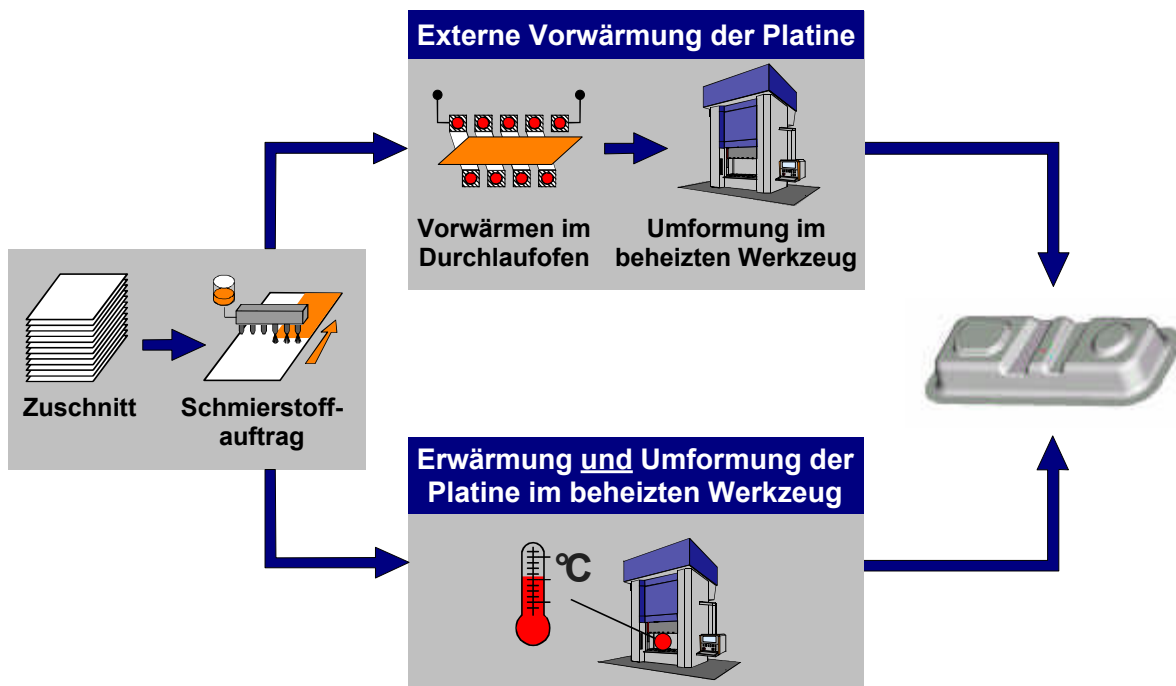 Externe Vorwärmung der Platine
Vorwärmen im
Durchlaufofen
Umformung im
beheizten Werkzeug
Zuschnitt
Schmierstoff-
auftrag
Erwärmung und Umformung der
Platine im beheizten Werkzeug
°C